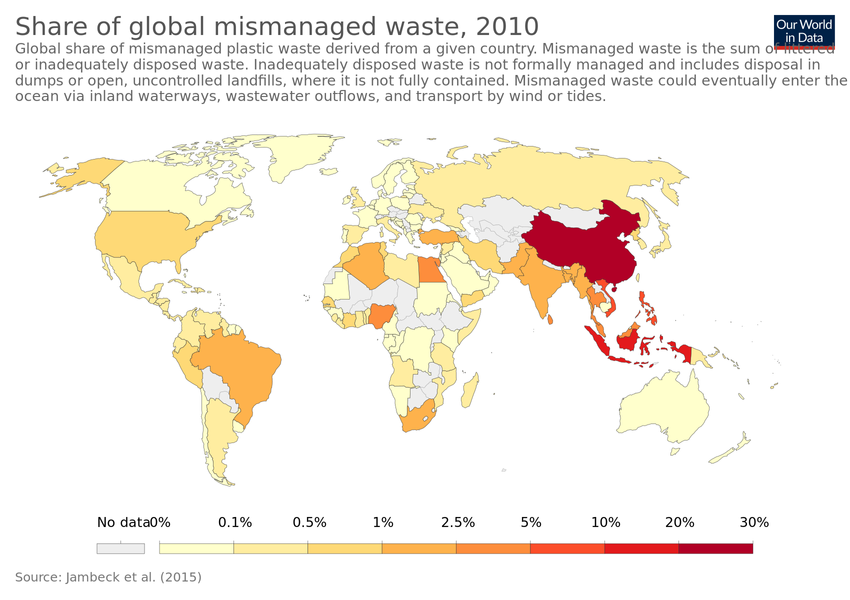 Share of global mismanaged waste, 2010
Our World
in Data
Global share of mismanaged plastic waste derived from a given country. Mismanaged waste is the sum of littered
or inadequately disposed waste. Inadequately disposed waste is not formally managed and includes disposal in
dumps or open, uncontrolled landfills, where it is not fully contained. Mismanaged waste could eventually enter the
ocean via inland waterways, wastewater outflows, and transport by wind or tides.
No data 0% 0.1% 0.5% 1% 2.5% 5% 10% 20% 30%
Source: Jambeck et al. (2015)